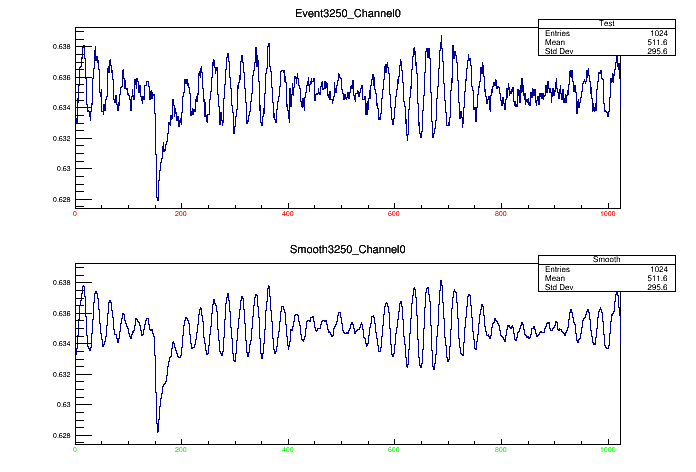 Event3250_Channel0
Test
Entries 1024
Mean 511.6
Std Dev 295.6
0.638
0.636
0.634
0.632
0.63
0.628
0 200 400 600 800 1000
Smooth3250_Channel0
Smooth
Entries 1024
Mean 511.6
Std Dev 295.6
0.638
0.636
0.634
0.632
0.63
0.628
0 200 400 600 800 1000